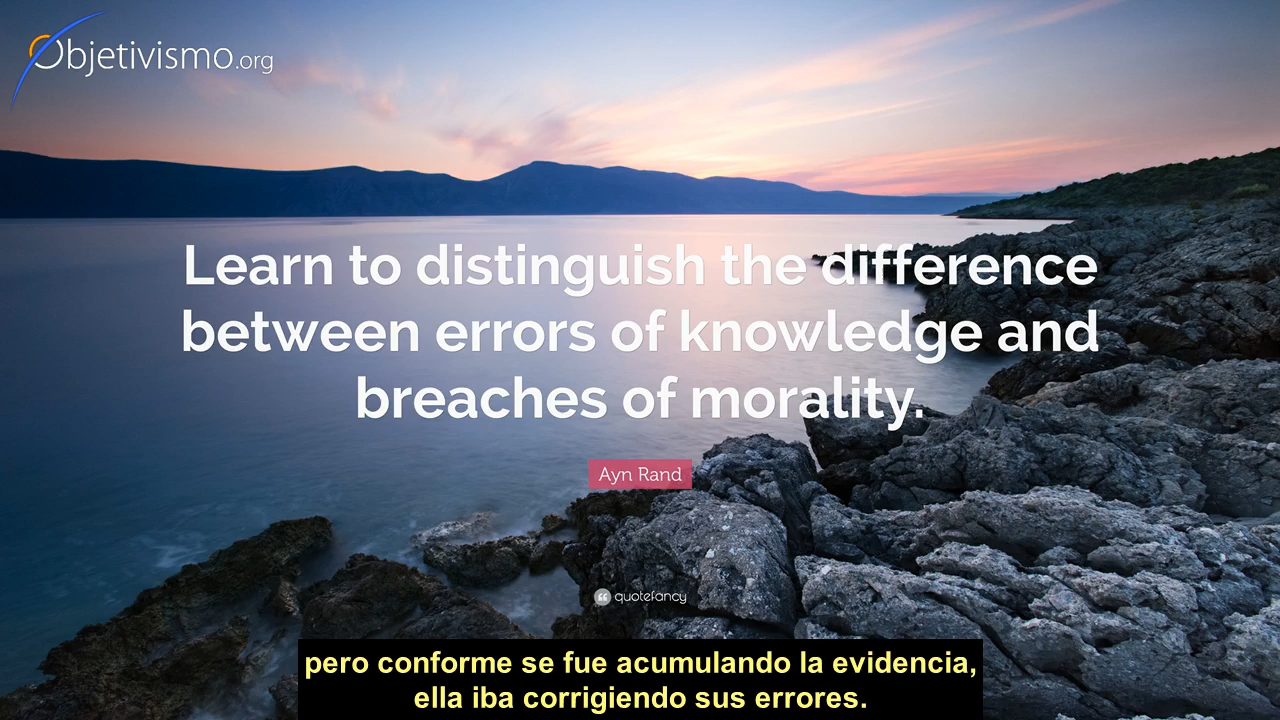 Objetivismo.org
Learn to distinguish the difference
between errors of knowledge and
breaches of morality.
Ayn Rand
quotefancy
pero conforme se fue acumulando la evidencia,
ella iba corrigiendo sus errores.